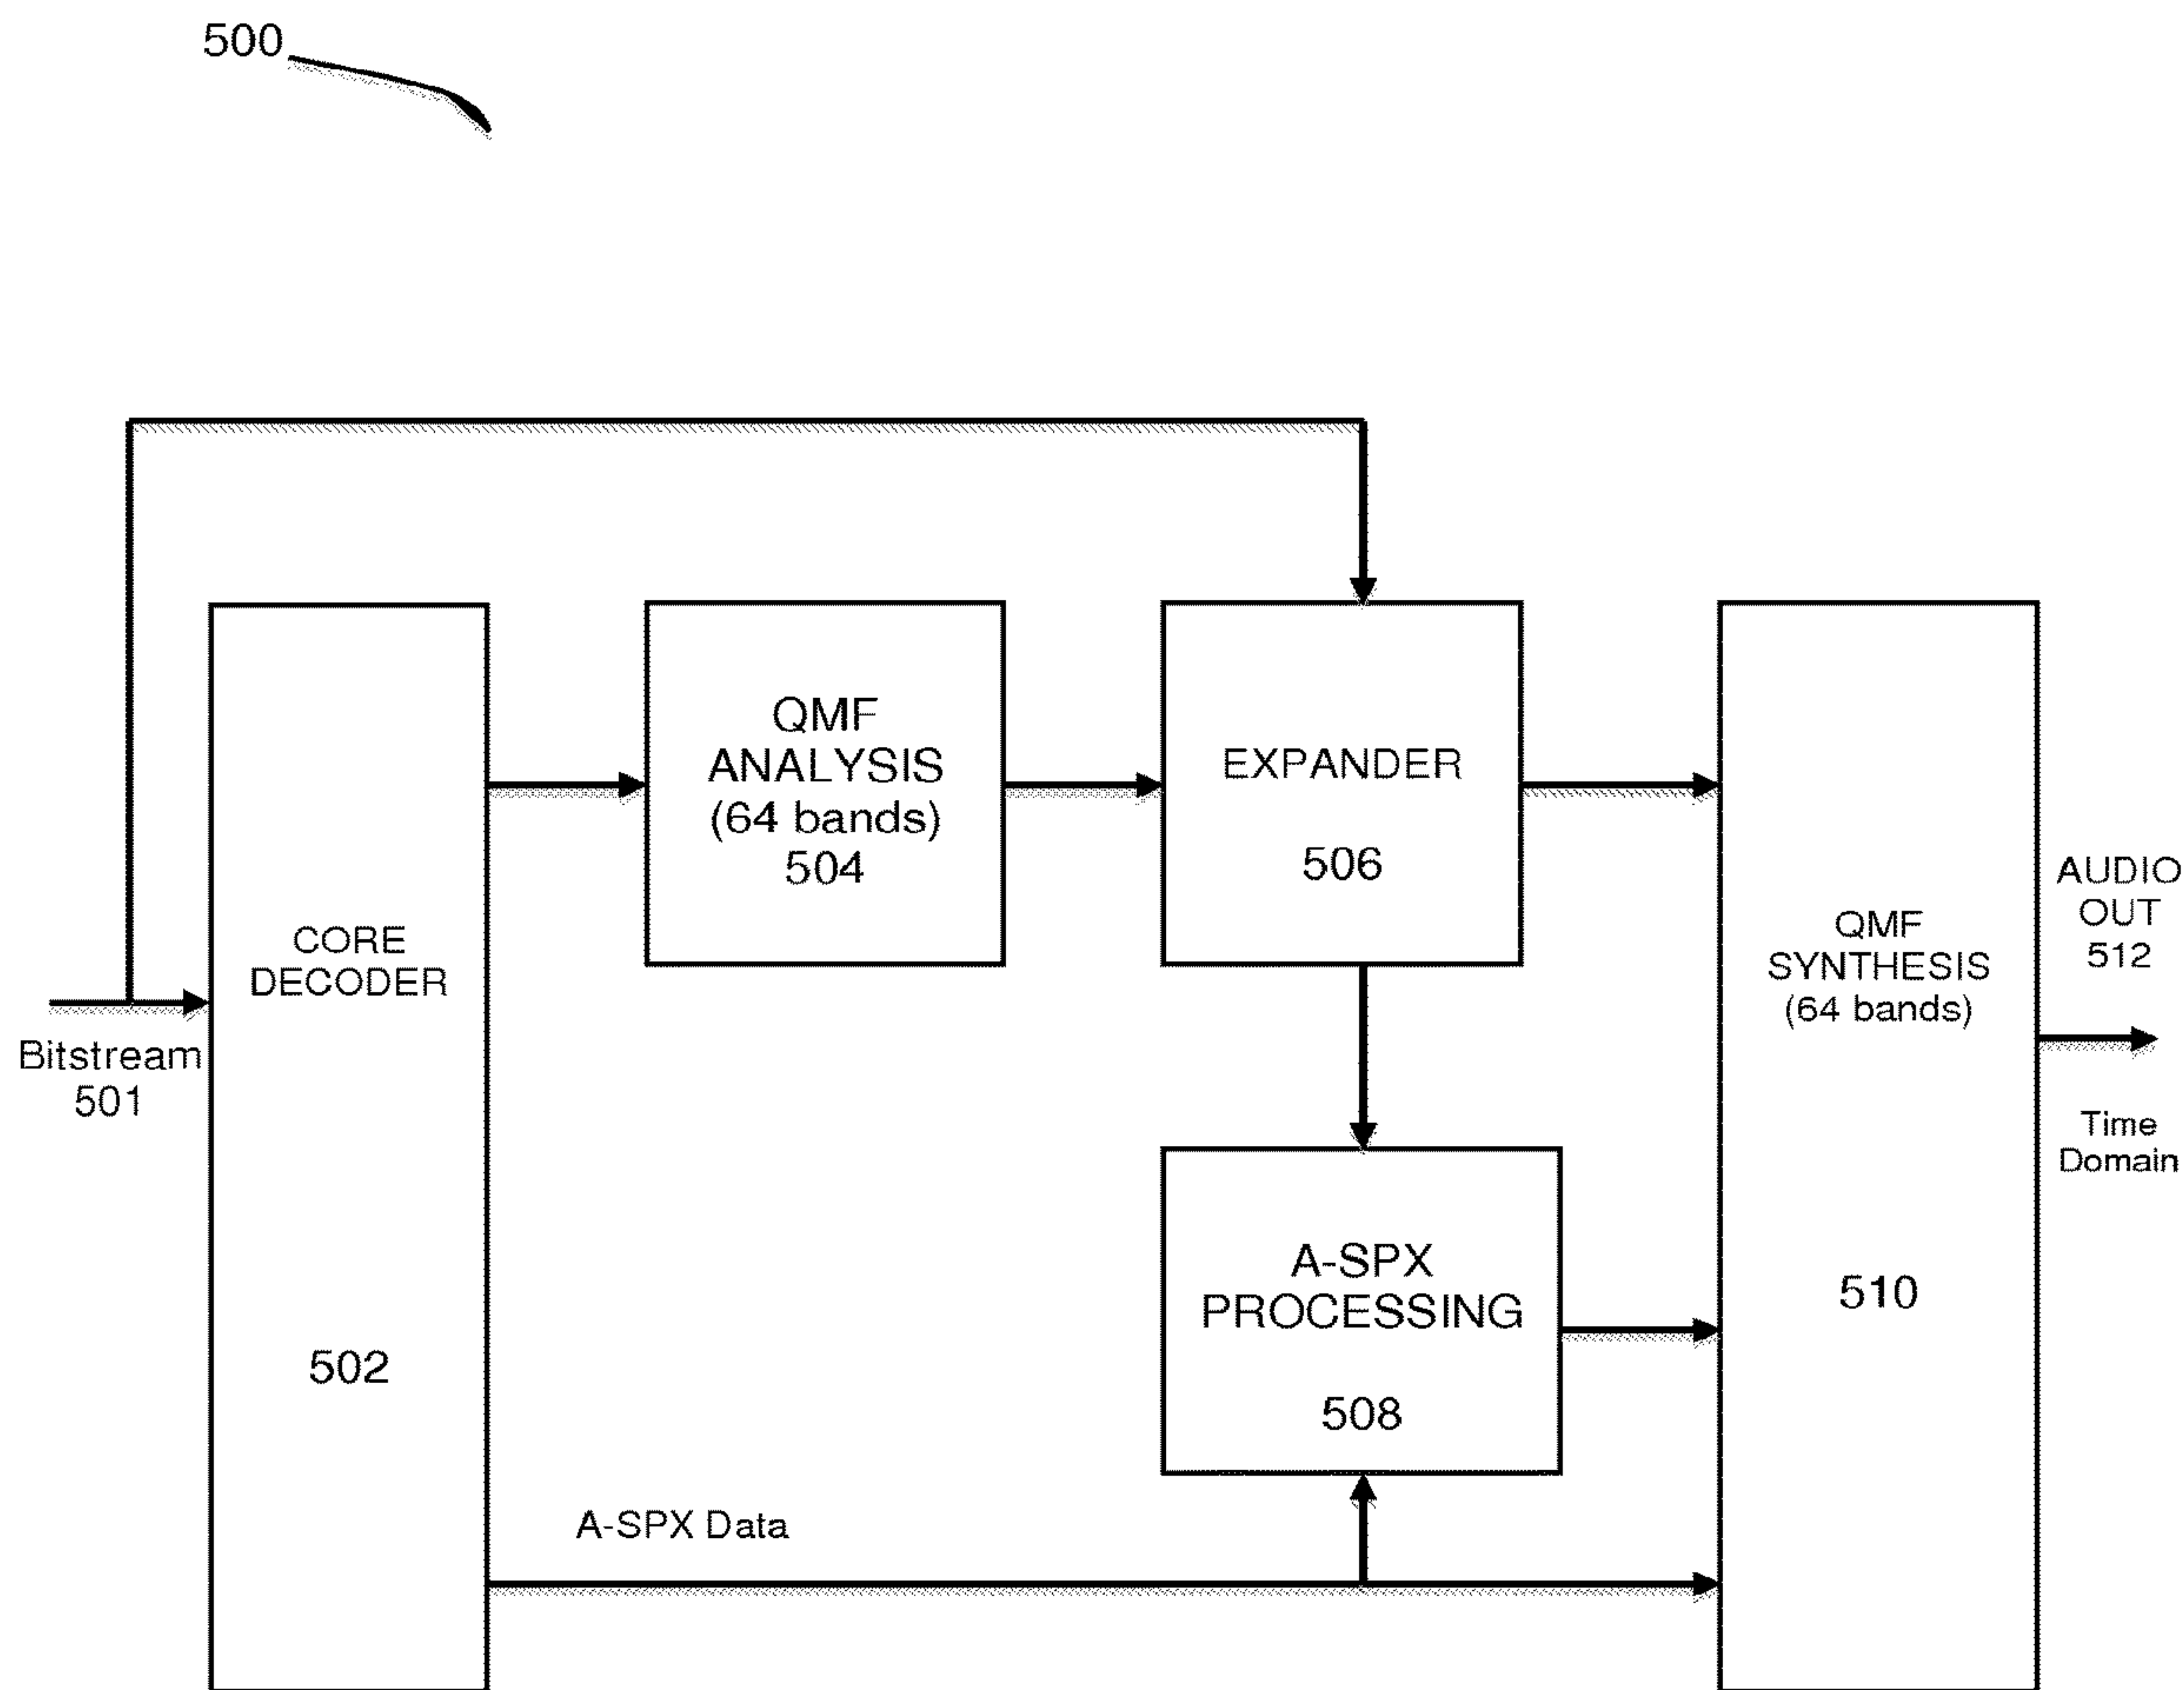 500
QMF
ANALYSIS
(64 bands)
504
EXPANDER
506
CORE
DECODER
502
Bitstream
501
A-SPX
PROCESSING
508
A-SPX Data
QMF
SYNTHESIS
(64 bands)
510
AUDIO
OUT
512
Time
Domain